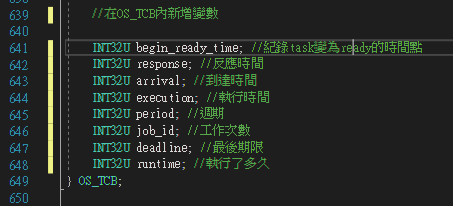 639 //在OS_TCB內新增變數
640
641 INT32U begin_ready_time; //紀錄task變為ready的時間點
642 INT32U response; //反應時間
643 INT32U arrival; //到達時間
644 INT32U execution; //執行時間
645 INT32U period; //週期
646 INT32U job_id; //工作次數
647 INT32U deadline; //最後期限
648 INT32U runtime; //執行了多久
649 } OS_TCB;
650